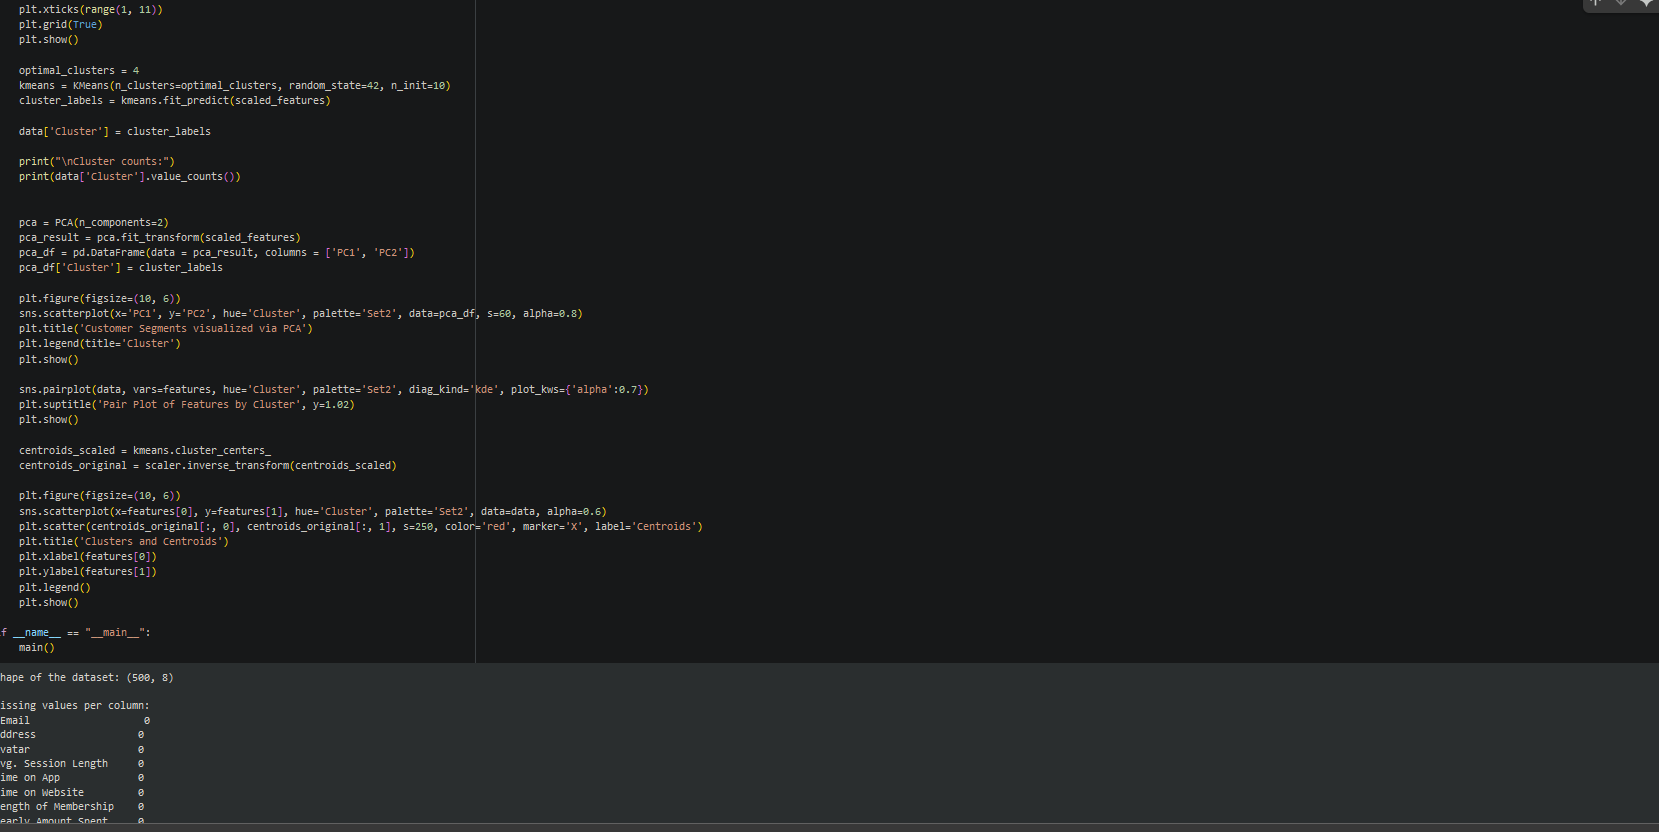 plt.xticks(range(1, 11))
plt.grid(True)
plt.show()
optimal_clusters = 4
kmeans = KMeans(n_clusters=optimal_clusters, random_state=42, n_init=10)
cluster_labels = kmeans.fit_predict(scaled_features)
data['Cluster'] = cluster_labels
print("\nCluster counts:")
print(data['Cluster'].value_counts())
pca = PCA(n_components=2)
pca_result = pca.fit_transform(scaled_features)
pca_df = pd.DataFrame(data = pca_result, columns = ['PC1', 'PC2'])
pca_df['Cluster'] = cluster_labels
plt.figure(figsize=(10, 6))
sns.scatterplot(x='PC1', y='PC2', hue='Cluster', palette='Set2', data=pca_df, s=60, alpha=0.8)
plt.title('Customer Segments visualized via PCA')
plt.legend(title='Cluster')
plt.show()
sns.pairplot(data, vars=features, hue='Cluster', palette='Set2', diag_kind='kde', plot_kws={'alpha':0.7})
plt.suptitle('Pair Plot of Features by Cluster', y=1.02)
plt.show()
centroids_scaled = kmeans.cluster_centers_
centroids_original = scaler.inverse_transform(centroids_scaled)
plt.figure(figsize=(10, 6))
sns.scatterplot(x=features[0], y=features[1], hue='Cluster', palette='Set2', data=data, alpha=0.6)
plt.scatter(centroids_original[:, 0], centroids_original[:, 1], s=250, color='red', marker='X', label='Centroids')
plt.title('Clusters and Centroids')
plt.xlabel(features[0])
plt.ylabel(features[1])
plt.legend()
plt.show()
f __name__ == "__main__":
main()
hape of the dataset: (500, 8)
issing values per column:
Email 0
ddress 0
vatar 0
vg. Session Length 0
ime on App 0
ime on Website 0
ength of Membership 0
early Amount Spent 0